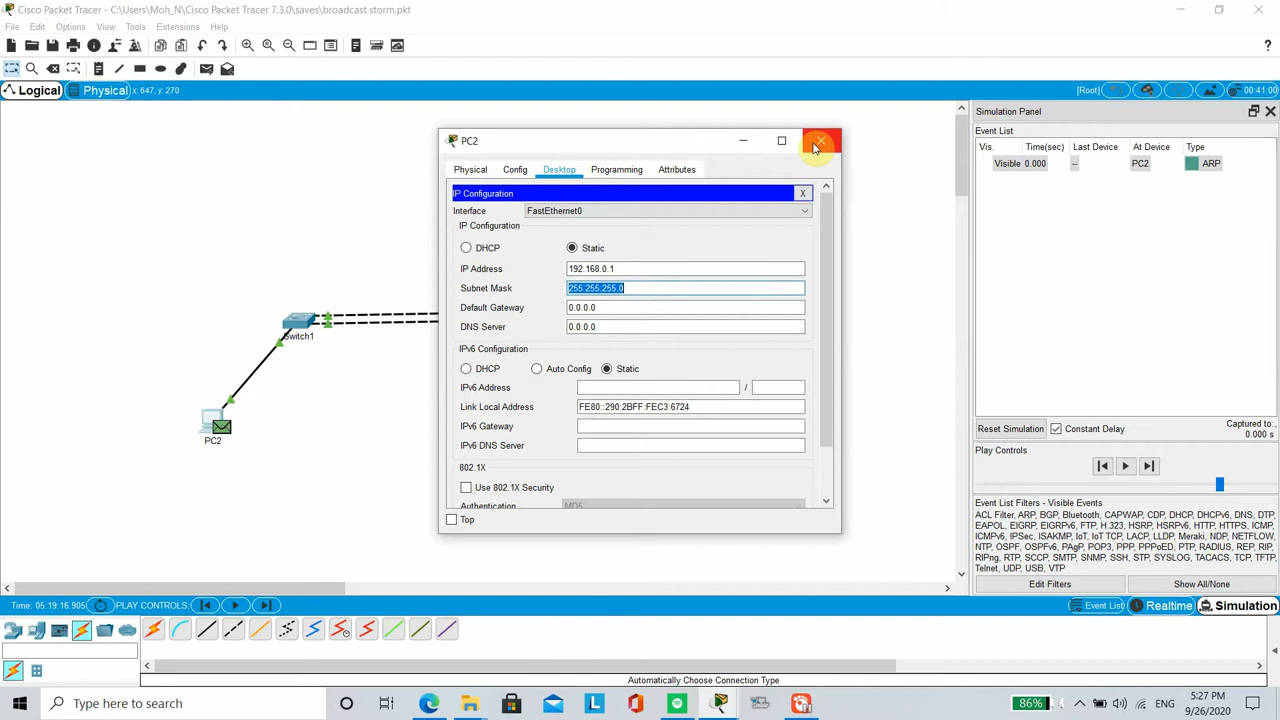 Cisco Packet Tracer - C:\Users\Moh_N\Cisco Packet Tracer 7.3.0\saves\broadcast storm.pkt
File Edit Options View Tools Extensions Help
Logical Physical x: 647, y: 270 [Root] 00:41:00
PC2
Physical Config Desktop Programming Attributes
IP Configuration X
Interface FastEthernet0
IP Configuration
DHCP Static
IP Address 192.168.0.1
Subnet Mask 255.255.255.0
Default Gateway 0.0.0.0
DNS Server 0.0.0.0
IPv6 Configuration
DHCP Auto Config Static
IPv6 Address /
Link Local Address FE80::290:2BFF:FEC3:6724
IPv6 Gateway
IPv6 DNS Server
802.1X
Use 802.1X Security
Authentication MD5
Top
Switch1
PC2
Simulation Panel
Event List
Vis. Time(sec) Last Device At Device Type
Visible 0.000 -- PC2 ARP
Reset Simulation Constant Delay Captured to:
0.000 s
Play Controls
Event List Filters - Visible Events
ACL Filter, ARP, BGP, Bluetooth, CAPWAP, CDP, DHCP, DHCPv6, DNS, DTP,
EAPOL, EIGRP, EIGRPv6, FTP, H.323, HSRP, HSRPv6, HTTP, HTTPS, ICMP,
ICMPv6, IPSec, ISAKMP, IoT, IoT TCP, LACP, LLDP, Meraki, NDP, NETFLOW,
NTP, OSPF, OSPFv6, PAgP, POP3, PPP, PPPoED, PTP, RADIUS, REP, RIP,
RIPng, RTP, SCCP, SMTP, SNMP, SSH, STP, SYSLOG, TACACS, TCP, TFTP,
Telnet, UDP, USB, VTP
Edit Filters Show All/None
Time: 05:19:16.905 PLAY CONTROLS: Event List Realtime Simulation
Automatically Choose Connection Type
Type here to search
86%
ENG
5:27 PM
9/26/2020